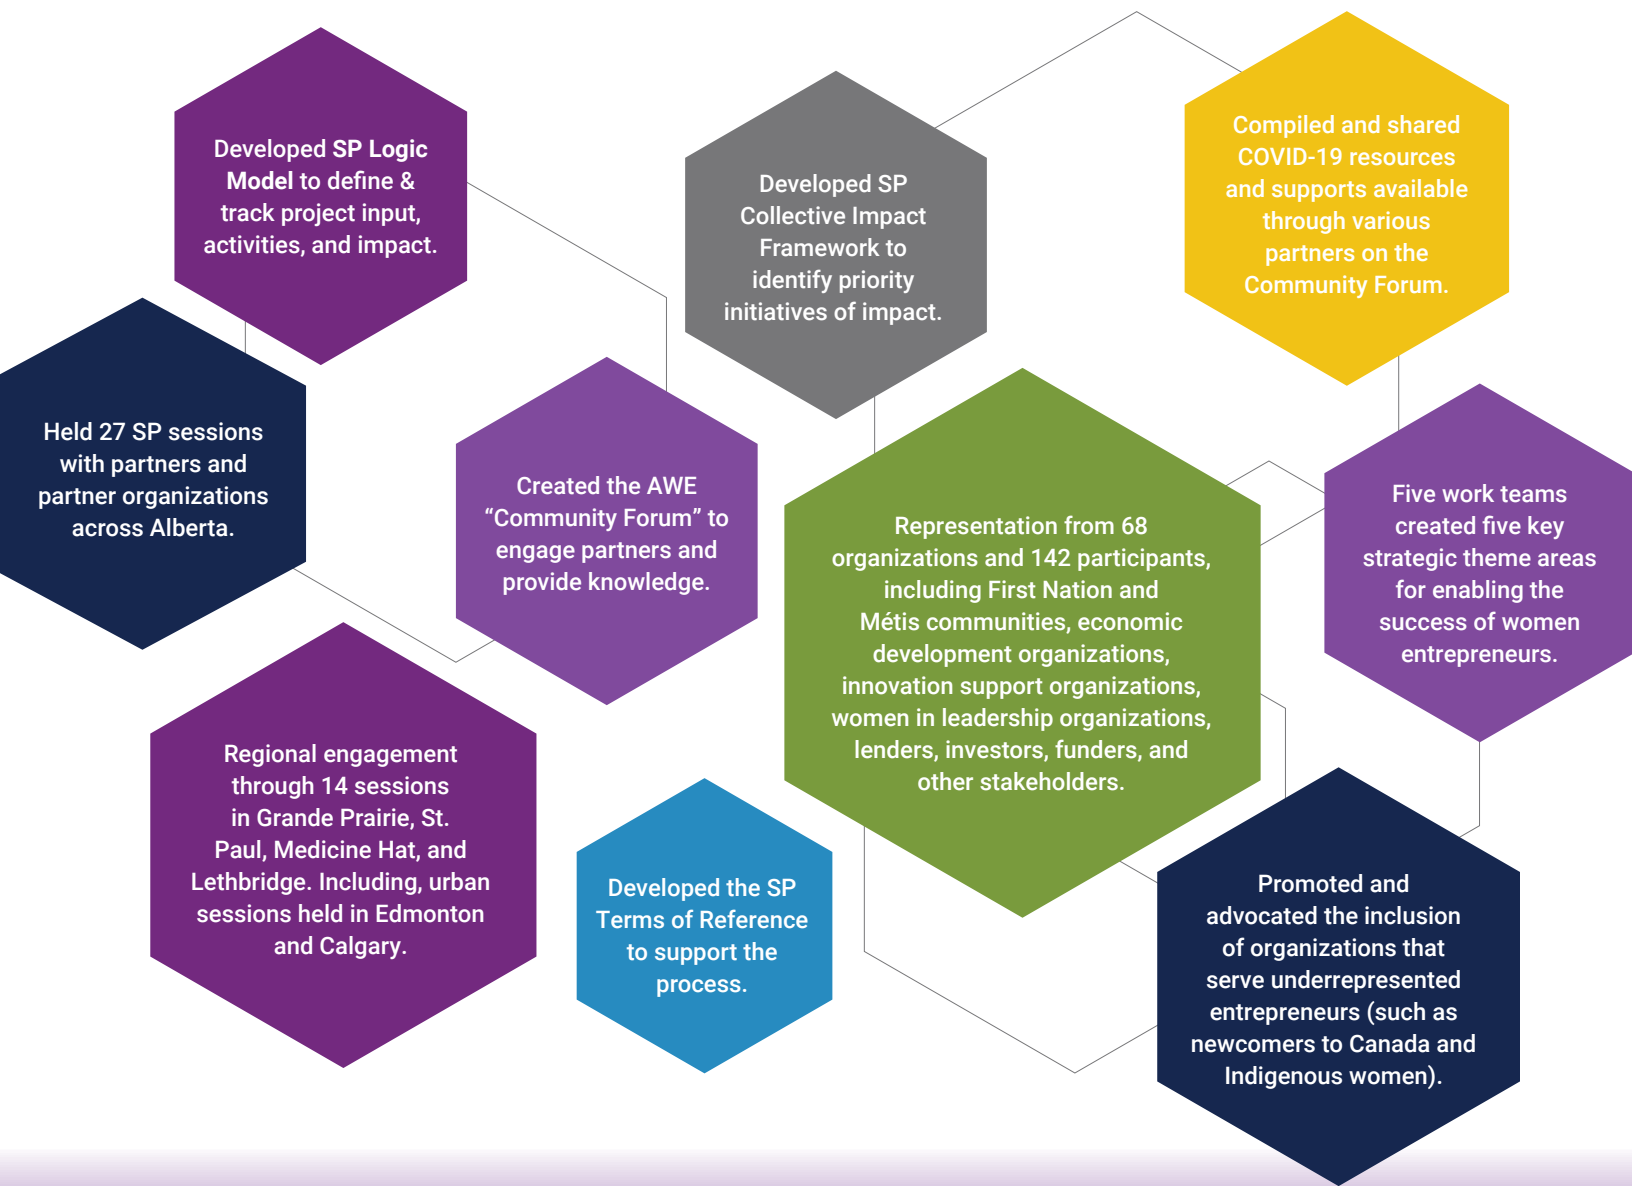 Developed SP Logic
Model to define &
track project input,
activities, and impact.
Developed SP
Collective Impact
Framework to
identify priority
initiatives of impact.
Compiled and shared
COVID-19 resources
and supports available
through various
partners on the
Community Forum.
Held 27 SP sessions
with partners and
partner organizations
across Alberta.
Created the AWE
“Community Forum” to
engage partners and
provide knowledge.
Representation from 68
organizations and 142 participants,
including First Nation and
Métis communities, economic
development organizations,
innovation support organizations,
women in leadership organizations,
lenders, investors, funders, and
other stakeholders.
Five work teams
created five key
strategic theme areas
for enabling the
success of women
entrepreneurs.
Regional engagement
through 14 sessions
in Grande Prairie, St.
Paul, Medicine Hat, and
Lethbridge. Including, urban
sessions held in Edmonton
and Calgary.
Developed the SP
Terms of Reference
to support the
process.
Promoted and
advocated the inclusion
of organizations that
serve underrepresented
entrepreneurs (such as
newcomers to Canada and
Indigenous women).